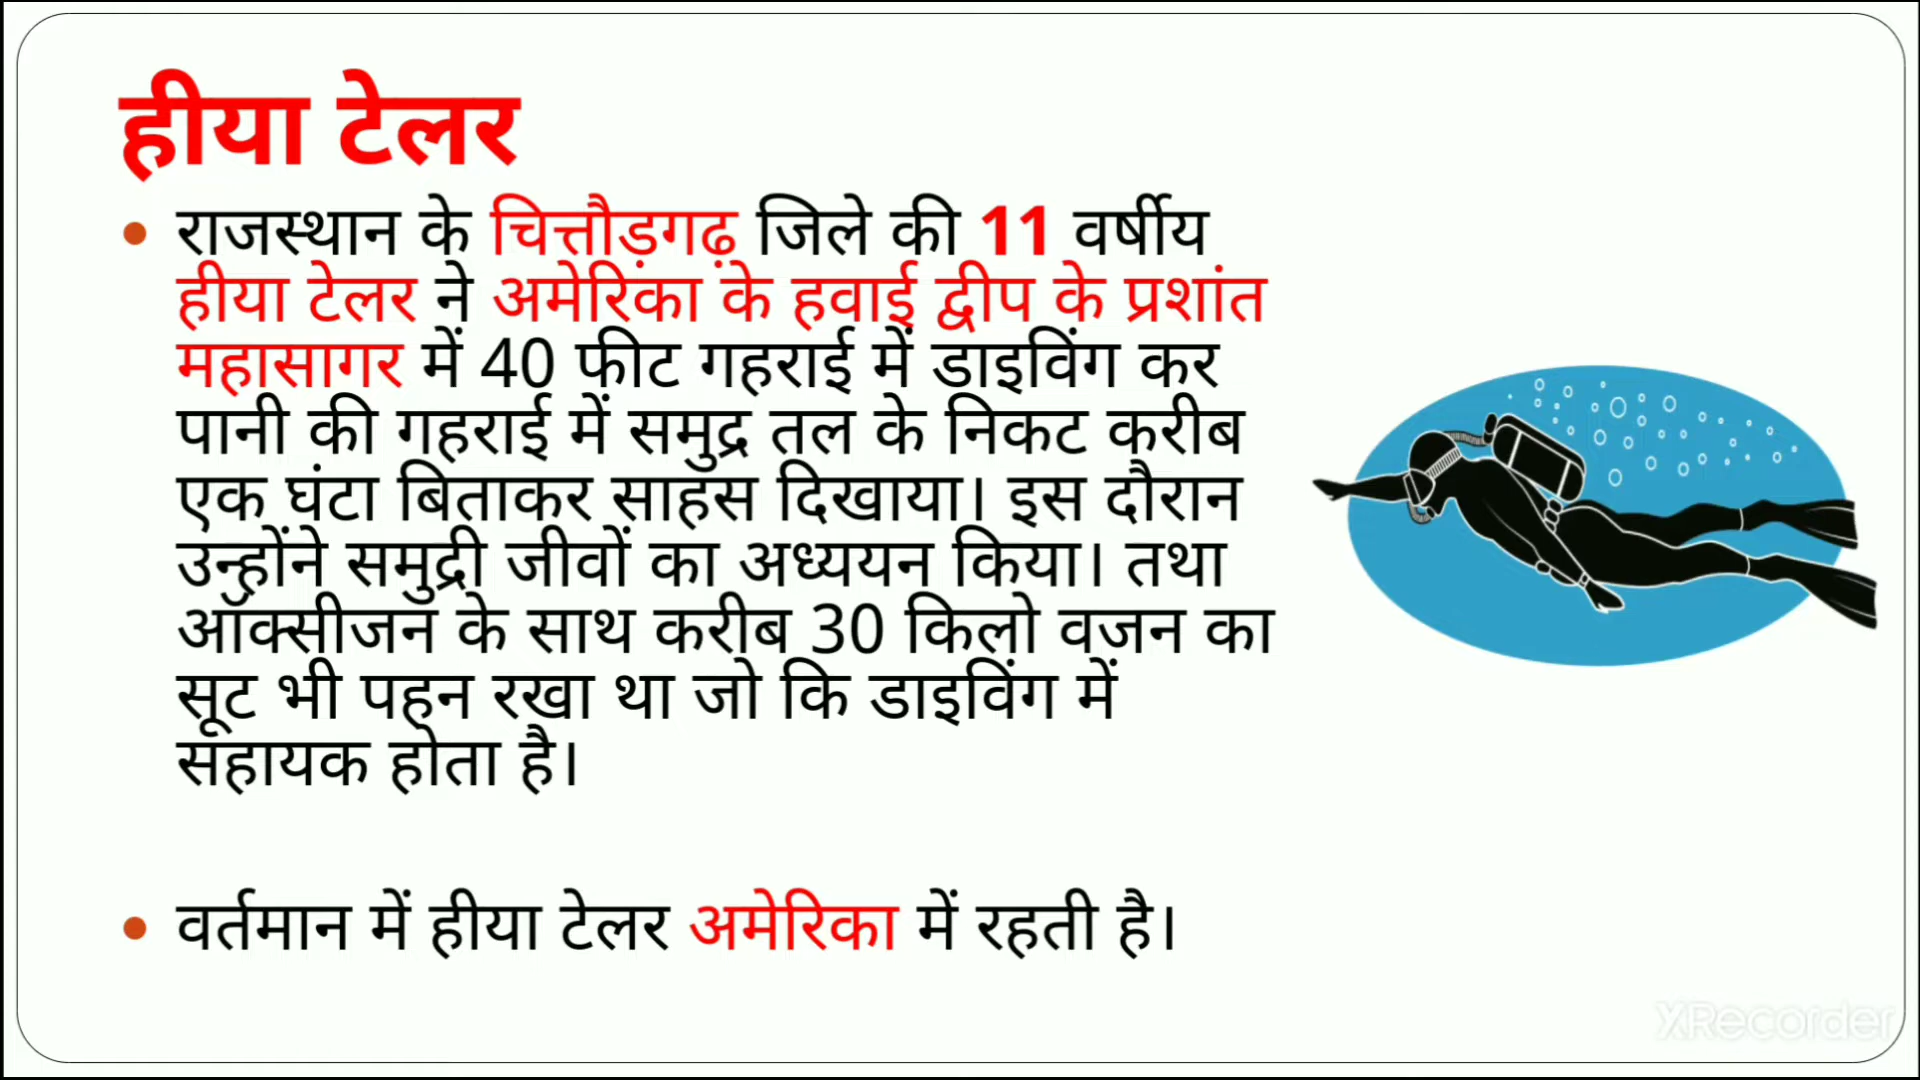 हीया टेलर
• राजस्थान के चित्तौड़गढ़ जिले की 11 वर्षीय
हीया टेलर ने अमेरिका के हवाई द्वीप के प्रशांत
महासागर में 40 फीट गहराई में डाइविंग कर
पानी की गहराई में समुद्र तल के निकट करीब
एक घंटा बिताकर साहस दिखाया। इस दौरान
उन्होंने समुद्री जीवों का अध्ययन किया। तथा
ऑक्सीजन के साथ करीब 30 किलो वजन का
सूट भी पहन रखा था जो कि डाइविंग में
सहायक होता है।
• वर्तमान में हीया टेलर अमेरिका में रहती है।
XRecorder